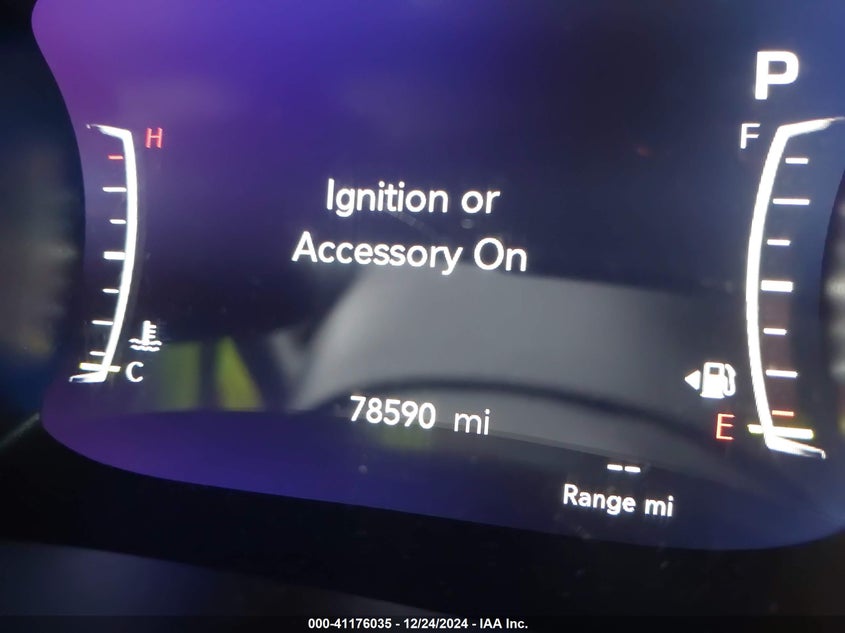 P
H
F
Ignition or
Accessory On
C
E
78590 mi
--
Range mi
000-41176035 - 12/24/2024 - IAA Inc.